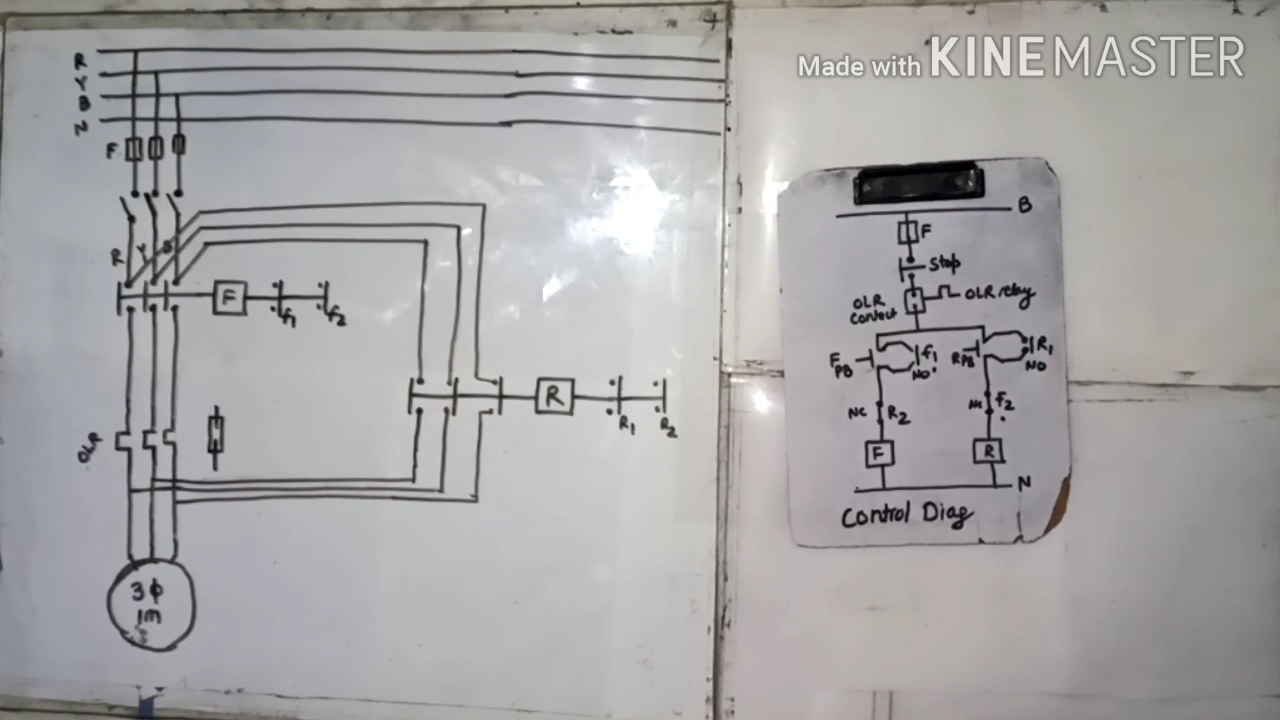 Made with KINEMASTER
R
Y
B
N
F
R Y B
F
f1 f2
R
R1 R2
OLR
3Φ
IM
B
F
Stop
OLR
Contact
OLR relay
F
PB
f1
NO
R
PB
R1
NO
NC R2
NC f2
F
R
N
Control Diag